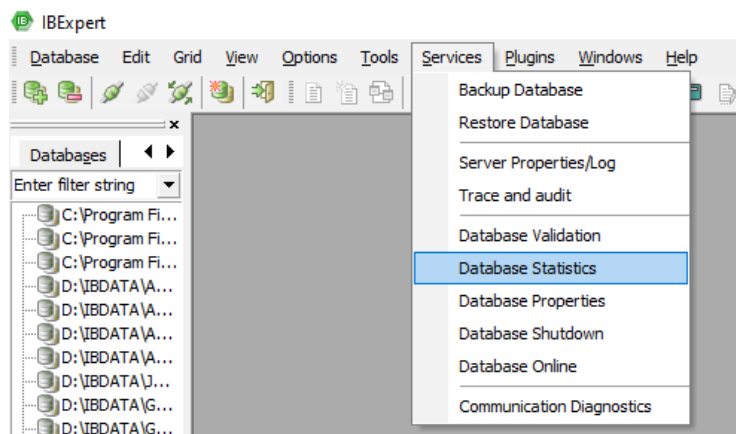 IBExpert
Database Edit Grid View Options Tools Services Plugins Windows Help
Backup Database
Restore Database
Server Properties/Log
Trace and audit
Database Validation
Database Statistics
Database Properties
Database Shutdown
Database Online
Communication Diagnostics
Databases
Enter filter string
C:\Program Fi...
C:\Program Fi...
C:\Program Fi...
D:\IBDATA\A...
D:\IBDATA\A...
D:\IBDATA\A...
D:\IBDATA\A...
D:\IBDATA\J...
D:\IBDATA\G...
D:\IBDATA\G...